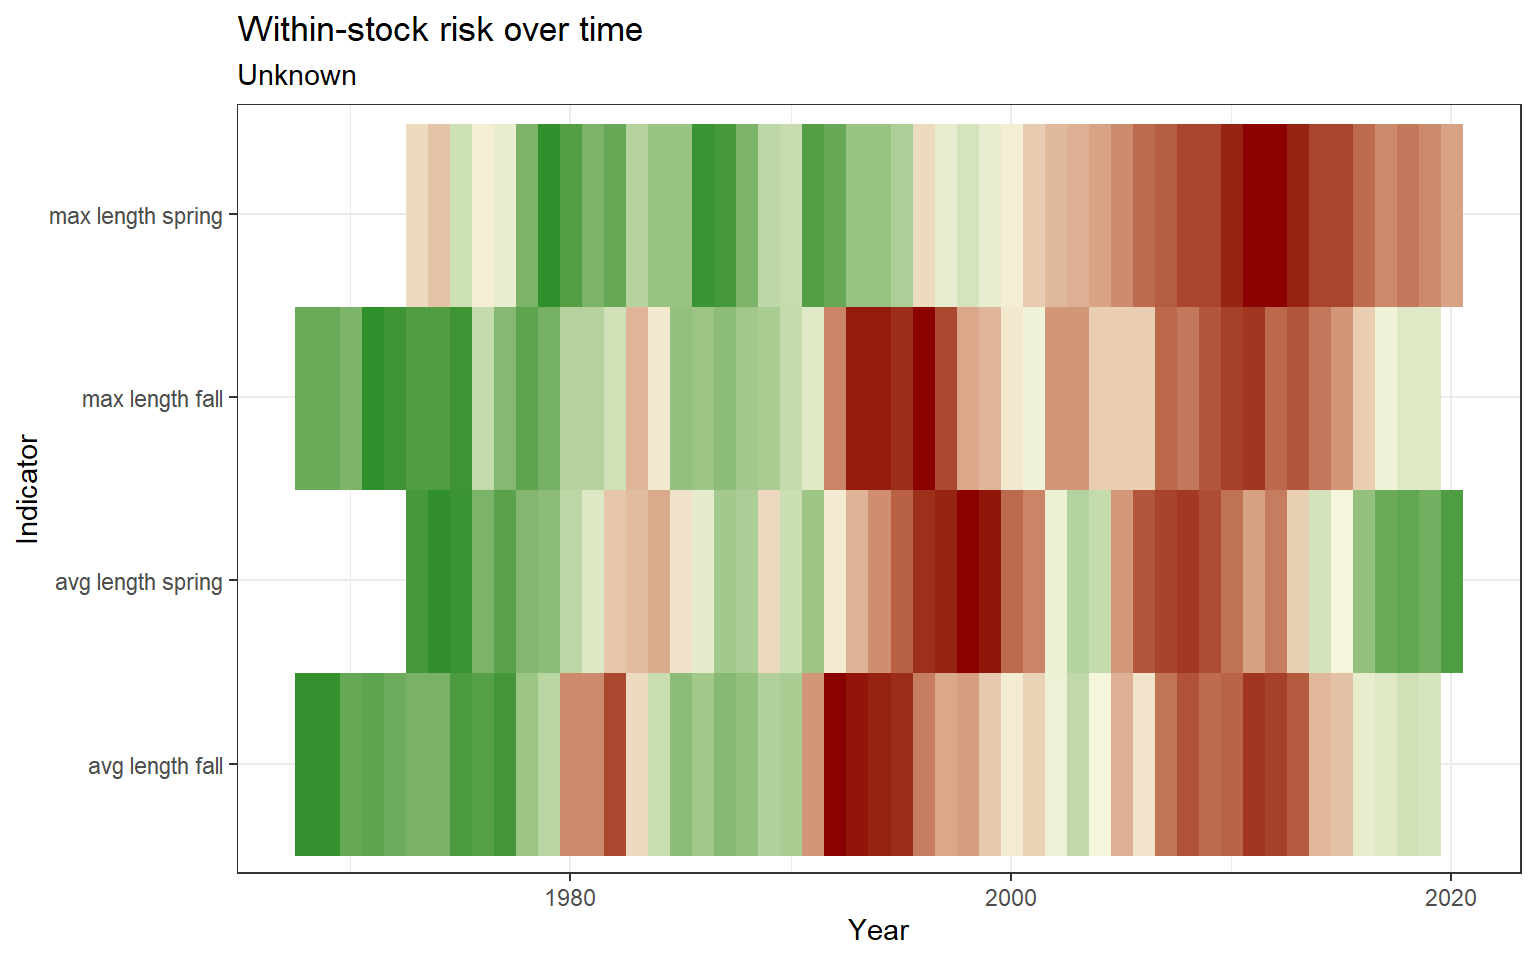 Within-stock risk over time
Unknown
Indicator
max length spring
max length fall
avg length spring
avg length fall
1980
2000
2020
Year